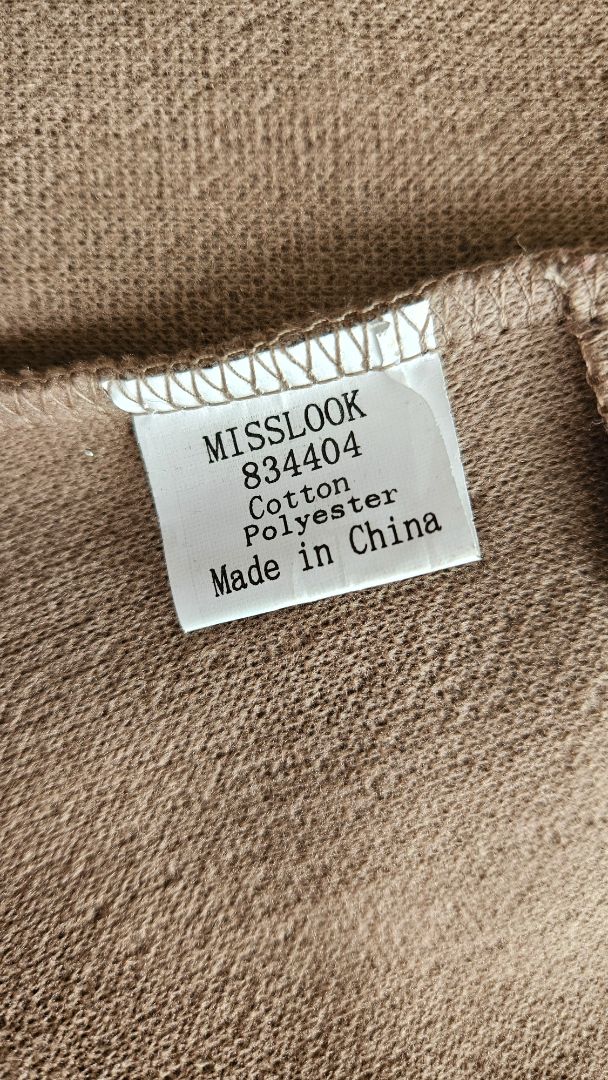 MISSLOOK
834404
Cotton
Polyester
Made in China